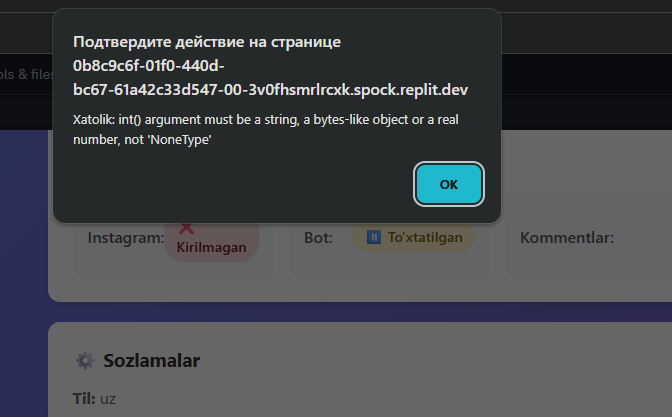 Подтвердите действие на странице
0b8c9c6f-01f0-440d-
bc67-61a42c33d547-00-3v0fhsmrlrcxk.spock.replit.dev
Xatolik: int() argument must be a string, a bytes-like object or a real
number, not 'NoneType'
OK
ols & files
Instagram:
Kirilmagan
Bot:
To'xtatilgan
Kommentlar:
Sozlamalar
Til: uz